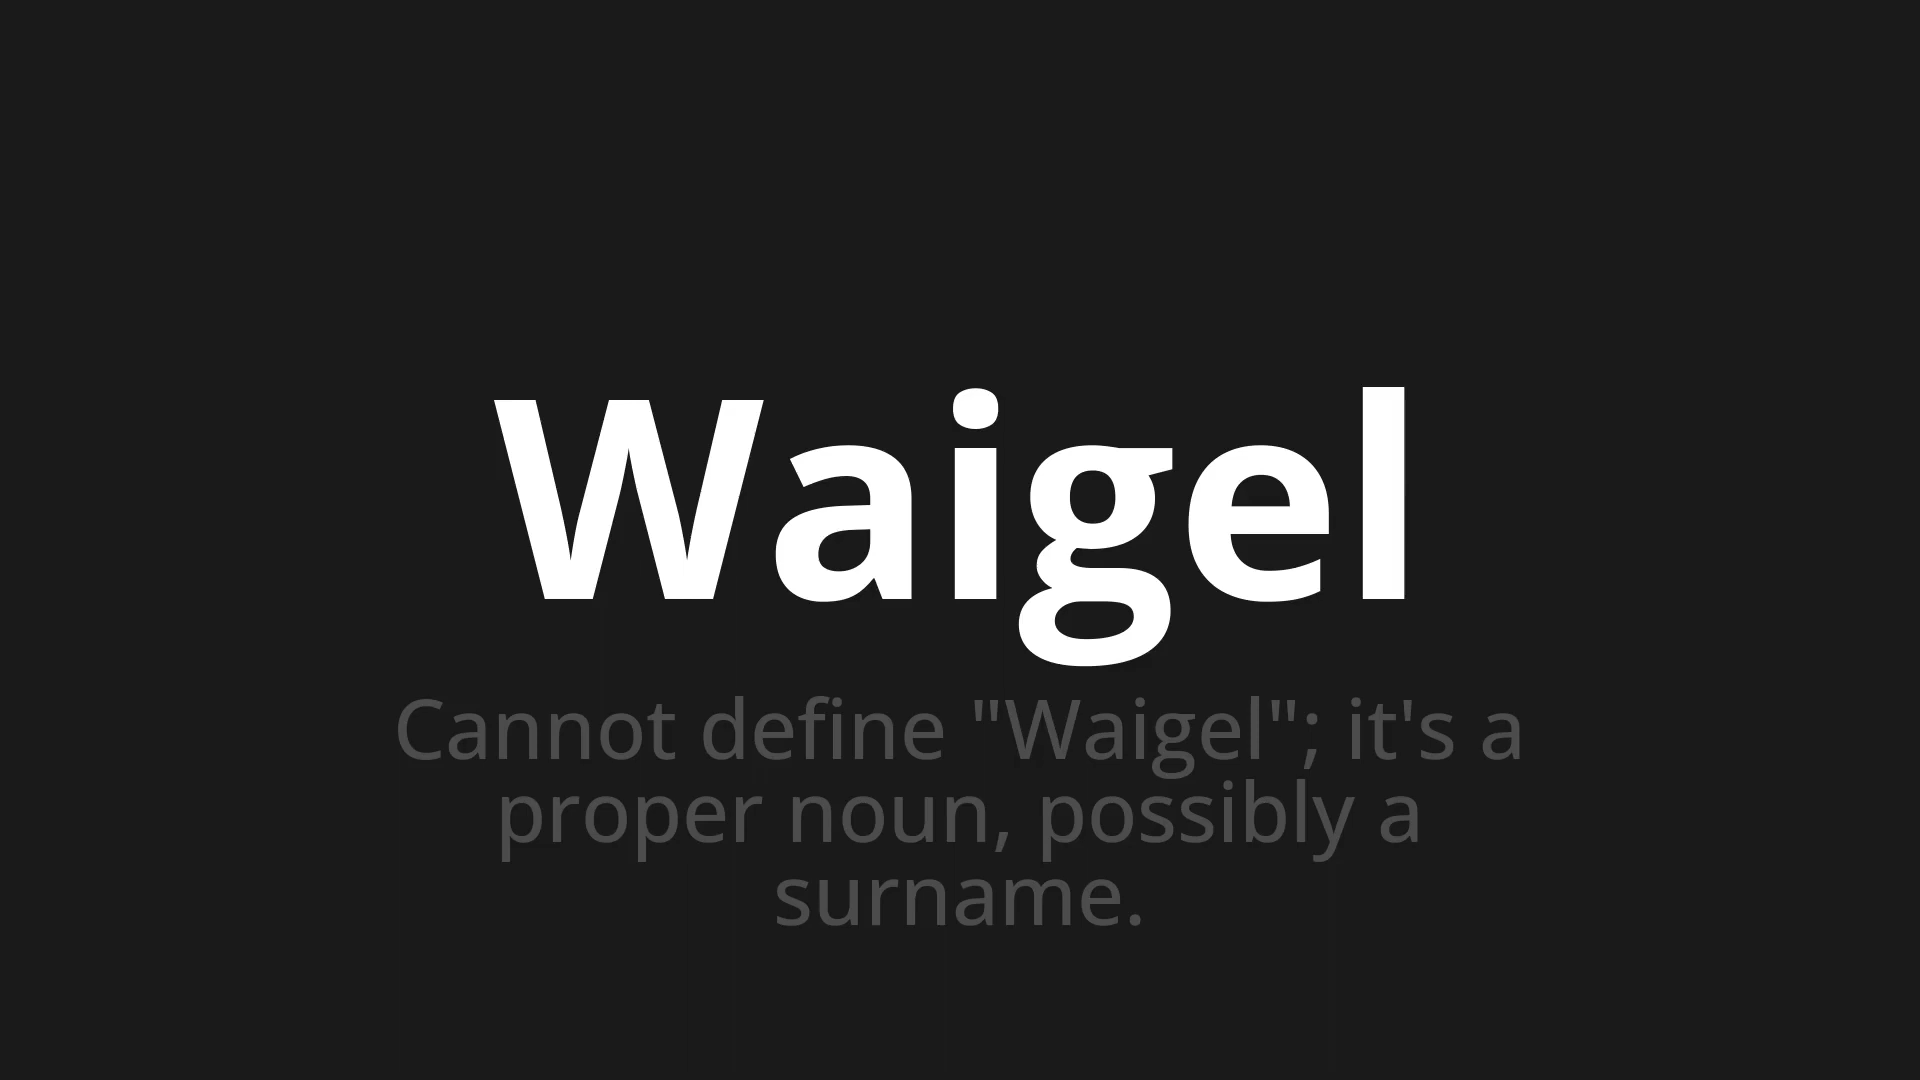 Waigel
Cannot define "Waigel"; it's a
proper noun, possibly a
surname.